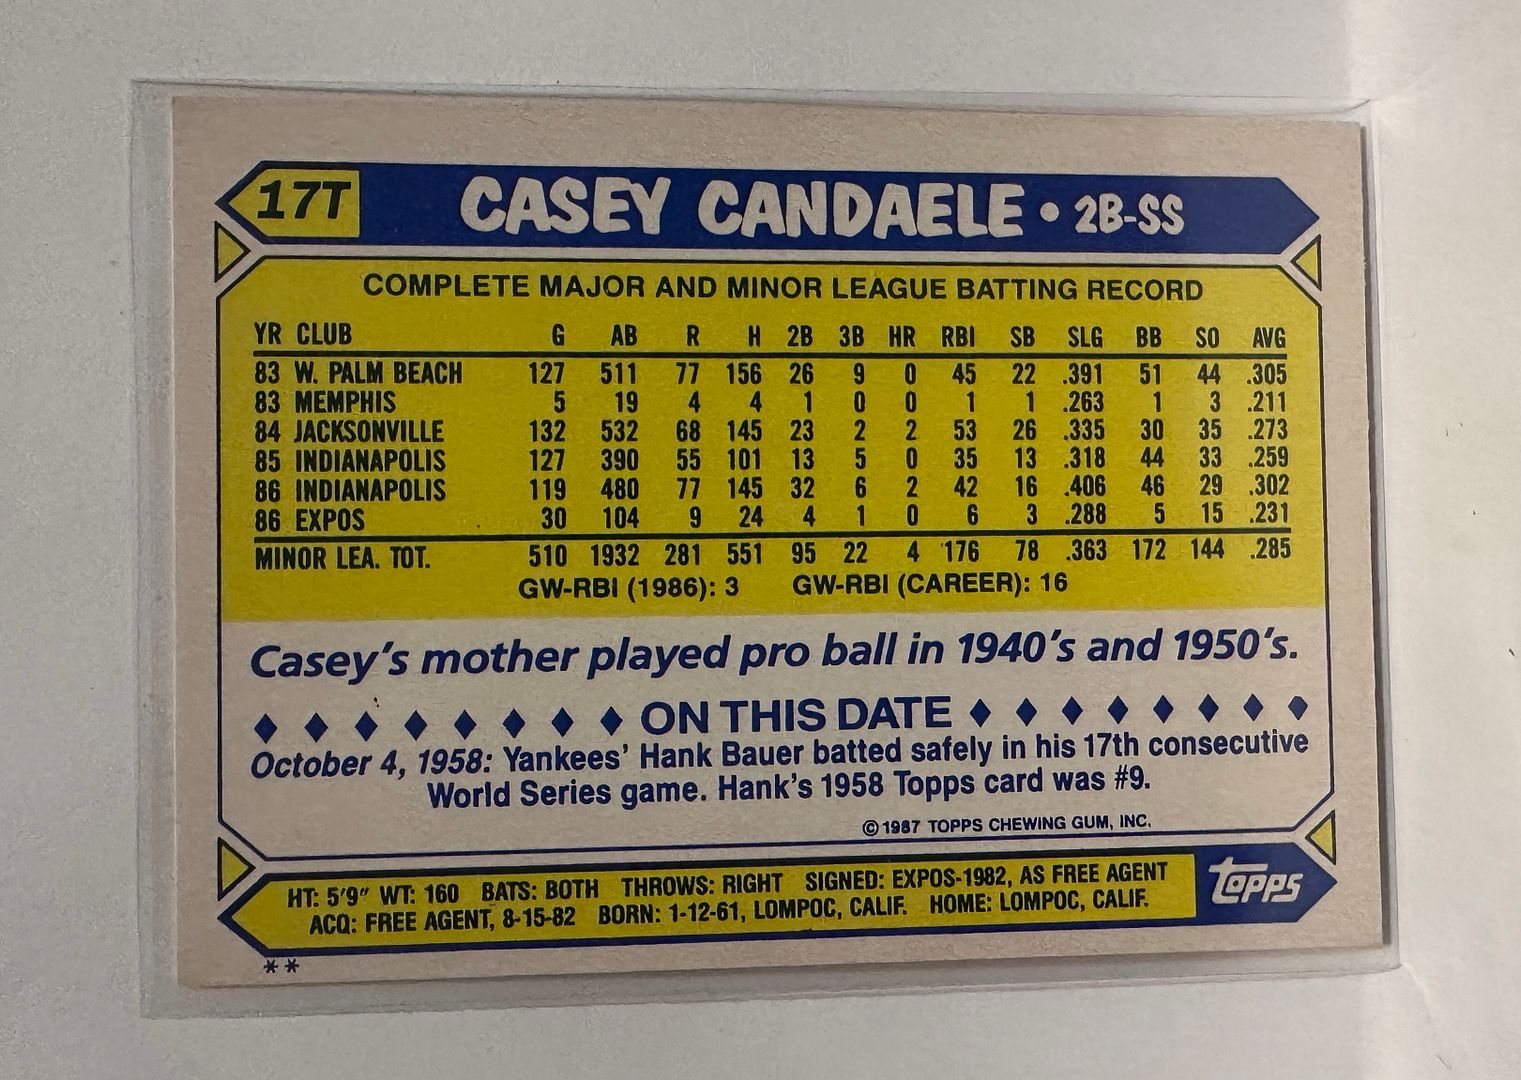 17T CASEY CANDAELE • 2B-SS
COMPLETE MAJOR AND MINOR LEAGUE BATTING RECORD
YR CLUB G AB R H 2B 3B HR RBI SB SLG BB SO AVG
83 W. PALM BEACH 127 511 77 156 26 9 0 45 22 .391 51 44 .305
83 MEMPHIS 5 19 4 4 1 0 0 1 1 .263 1 3 .211
84 JACKSONVILLE 132 532 68 145 23 2 2 53 26 .335 30 35 .273
85 INDIANAPOLIS 127 390 55 101 13 5 0 35 13 .318 44 33 .259
86 INDIANAPOLIS 119 480 77 145 32 6 2 42 16 .406 46 29 .302
86 EXPOS 30 104 9 24 4 1 0 6 3 .288 5 15 .231
MINOR LEA. TOT. 510 1932 281 551 95 22 4 176 78 .363 172 144 .285
GW-RBI (1986): 3 GW-RBI (CAREER): 16
Casey's mother played pro ball in 1940's and 1950's.
♦ ♦ ♦ ♦ ♦ ♦ ♦ ♦ ON THIS DATE ♦ ♦ ♦ ♦ ♦ ♦ ♦ ♦
October 4, 1958: Yankees' Hank Bauer batted safely in his 17th consecutive
World Series game. Hank's 1958 Topps card was #9.
© 1987 TOPPS CHEWING GUM, INC.
HT: 5'9" WT: 160 BATS: BOTH THROWS: RIGHT SIGNED: EXPOS-1982, AS FREE AGENT
ACQ: FREE AGENT, 8-15-82 BORN: 1-12-61, LOMPOC, CALIF. HOME: LOMPOC, CALIF.
topps
**